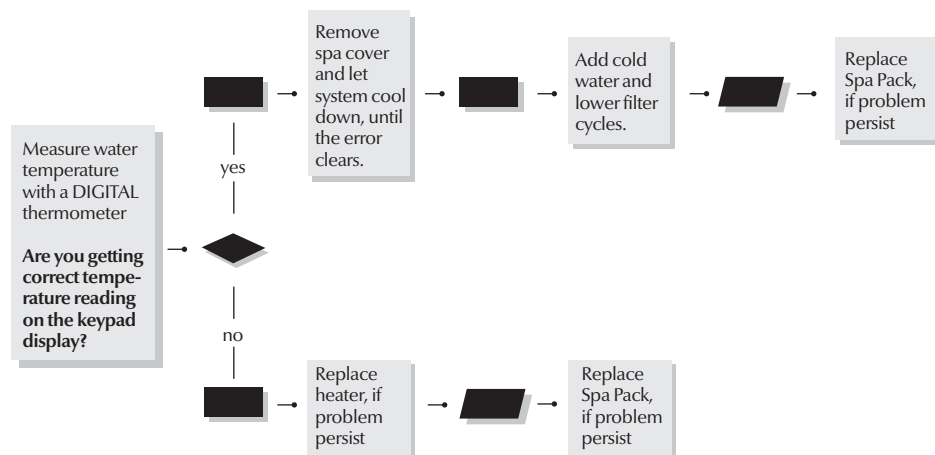 Measure water
temperature
with a DIGITAL
thermometer
Are you getting
correct tempe-
rature reading
on the keypad
display?
yes
Remove
spa cover
and let
system cool
down, until
the error
clears.
Add cold
water and
lower filter
cycles.
Replace
Spa Pack,
if problem
persist
no
Replace
heater, if
problem
persist
Replace
Spa Pack,
if problem
persist